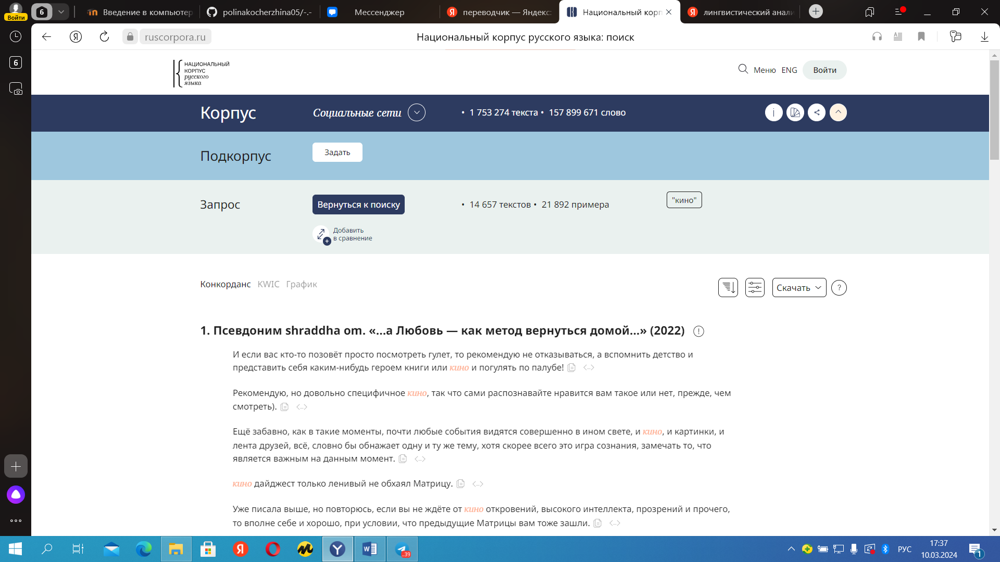 6 Введение в компьютер polinakocherzhina05/-.- Мессенджер переводчик — Яндекс: Национальный корп лингвистический анали
Войти
ruscorpora.ru Национальный корпус русского языка: поиск
6
НАЦИОНАЛЬНЫЙ
КОРПУС
русского
языка
Меню ENG Войти
Корпус Социальные сети • 1 753 274 текста • 157 899 671 слово
Подкорпус Задать
Запрос Вернуться к поиску • 14 657 текстов • 21 892 примера "кино"
Добавить
в сравнение
Конкорданс KWIC График Скачать ?
1. Псевдоним shraddha om. «...а Любовь — как метод вернуться домой...» (2022)
И если вас кто-то позовёт просто посмотреть гулет, то рекомендую не отказываться, а вспомнить детство и
представить себя каким-нибудь героем книги или кино и погулять по палубе! <...>
Рекомендую, но довольно специфичное кино, так что сами распознавайте нравится вам такое или нет, прежде, чем
смотреть). <...>
Ещё забавно, как в такие моменты, почти любые события видятся совершенно в ином свете, и кино, и картинки, и
лента друзей, всё, словно бы обнажает одну и ту же тему, хотя скорее всего это игра сознания, замечать то, что
является важным на данным момент. <...>
кино дайджест только ленивый не обхаял Матрицу. <...>
Уже писала выше, но повторюсь, если вы не ждёте от кино откровений, высокого интеллекта, прозрений и прочего,
то вполне себе и хорошо, при условии, что предыдущие Матрицы вам тоже зашли. <...>
..39 РУС 17:37
10.03.2024 1